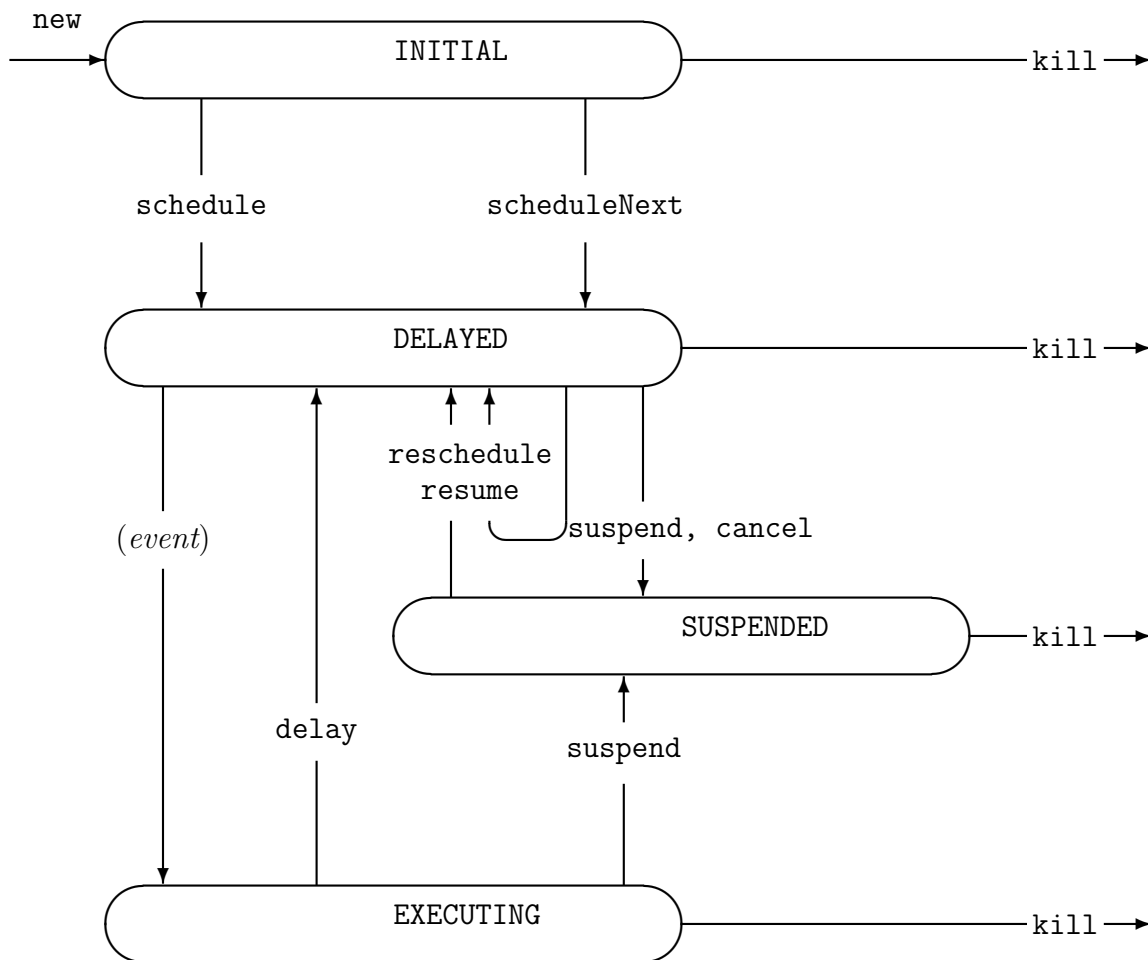 new
INITIAL
kill
schedule
scheduleNext
DELAYED
kill
reschedule
resume
suspend, cancel
(event)
SUSPENDED
kill
delay
suspend
EXECUTING
kill